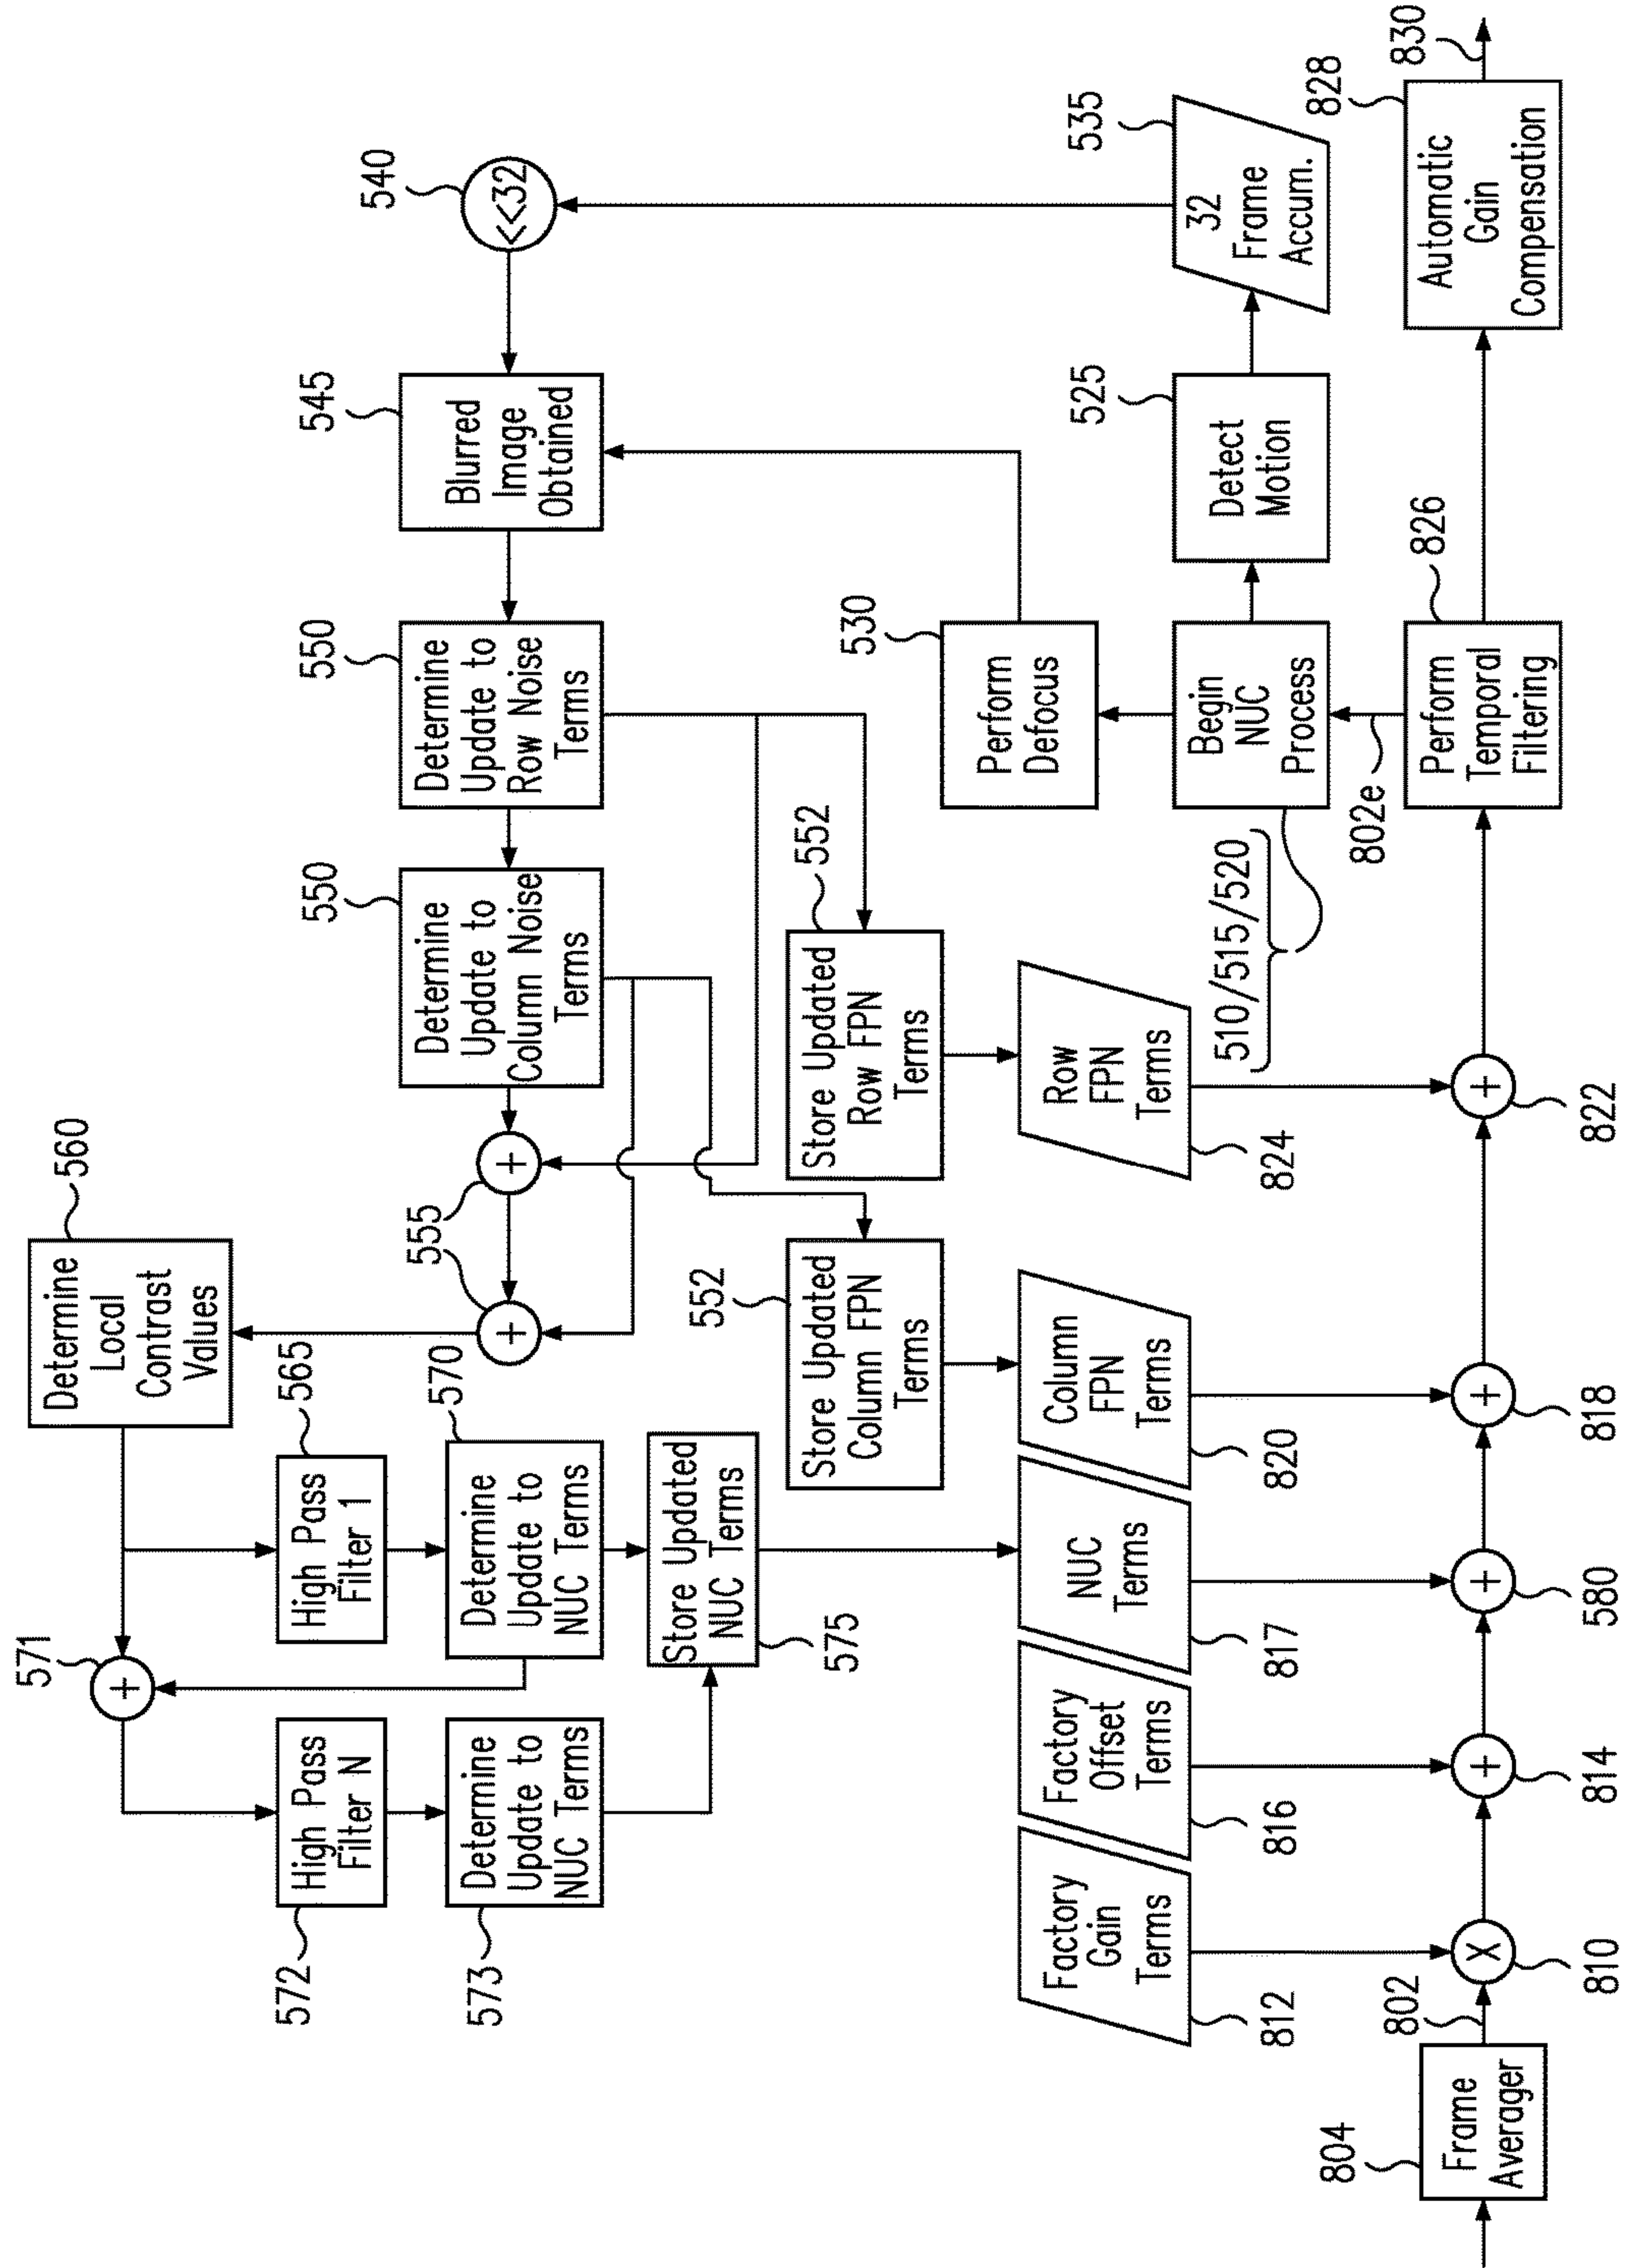 560
Determine
Local
Contrast
Values
571
572
High Pass
Filter N
565
High Pass
Filter 1
573
Determine
Update to
NUC Terms
570
Determine
Update to
NUC Terms
575
Store Updated
NUC Terms
555
+
+
+
550
Determine
Update to
Column Noise
Terms
550
Determine
Update to
Row Noise
Terms
545
Blurred
Image
Obtained
540
<<32
552
Store Updated
Column FPN
Terms
552
Store Updated
Row FPN
Terms
530
Perform
Defocus
812
Factory
Gain
Terms
816
Factory
Offset
Terms
817
NUC
Terms
820
Column
FPN
Terms
824
Row
FPN
Terms
510/515/520
Begin
NUC
Process
525
Detect
Motion
535
32
Frame
Accum.
804
Frame
Averager
802
X
810
+
814
+
580
+
818
+
822
802e
826
Perform
Temporal
Filtering
828
Automatic
Gain
Compensation
830